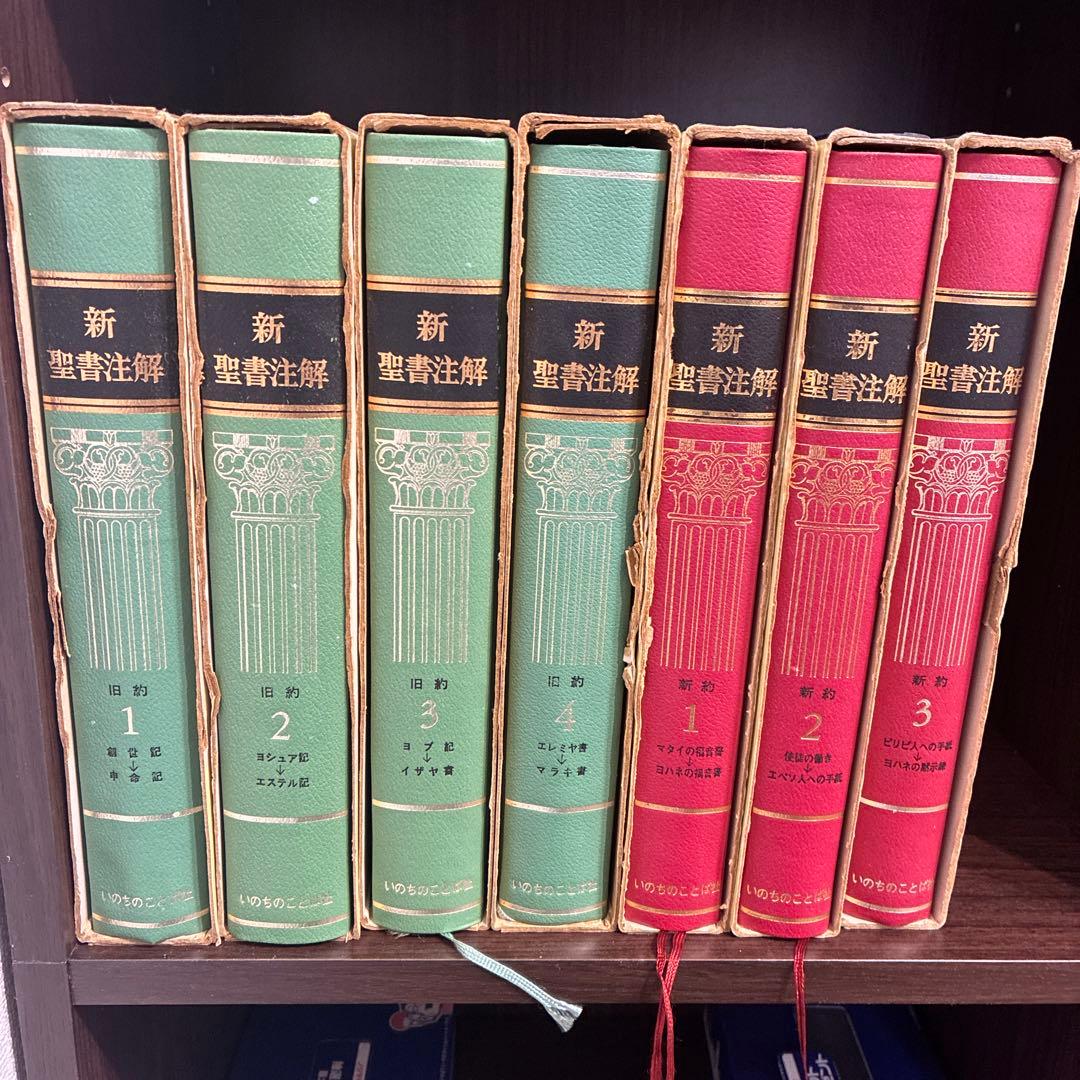 新
聖書注解
旧約
1
創世記
↓
申命記
いのちのことば社
新
聖書注解
旧約
2
ヨシュア記
↓
エステル記
いのちのことば社
新
聖書注解
旧約
3
ヨブ記
↓
イザヤ書
いのちのことば社
新
聖書注解
旧約
4
エレミヤ書
↓
マラキ書
いのちのことば社
新
聖書注解
新約
1
マタイの福音書
↓
ヨハネの福音書
いのちのことば社
新
聖書注解
新約
2
使徒の働き
↓
エペソ人への手紙
いのちのことば社
新
聖書注解
新約
3
ピリピ人への手紙
↓
ヨハネの黙示録
いのちのことば社